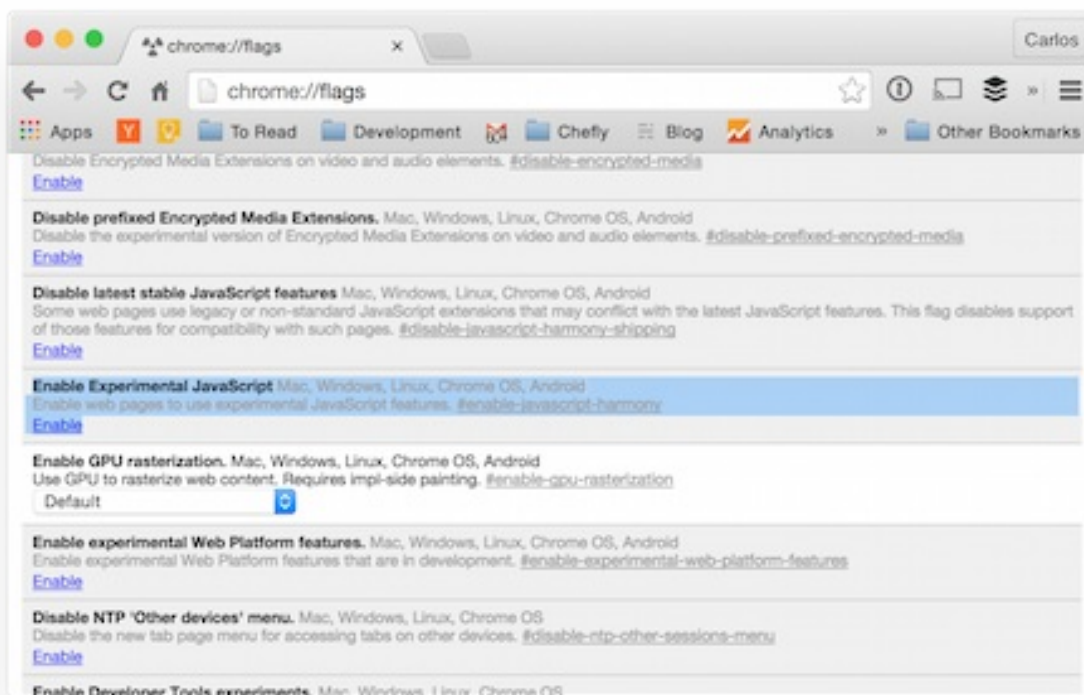 chrome://flags
Carlos
chrome://flags
Apps
To Read
Development
Chefly
Blog
Analytics
»
Other Bookmarks
Disable Encrypted Media Extensions on video and audio elements. #disable-encrypted-media
Enable
Disable prefixed Encrypted Media Extensions. Mac, Windows, Linux, Chrome OS, Android
Disable the experimental version of Encrypted Media Extensions on video and audio elements. #disable-prefixed-encrypted-media
Enable
Disable latest stable JavaScript features Mac, Windows, Linux, Chrome OS, Android
Some web pages use legacy or non-standard JavaScript extensions that may conflict with the latest JavaScript features. This flag disables support
of those features for compatibility with such pages. #disable-javascript-harmony-shipping
Enable
Enable Experimental JavaScript Mac, Windows, Linux, Chrome OS, Android
Enable web pages to use experimental JavaScript features. #enable-javascript-harmony
Enable
Enable GPU rasterization. Mac, Windows, Linux, Chrome OS, Android
Use GPU to rasterize web content. Requires impl-side painting. #enable-gpu-rasterization
Default
Enable experimental Web Platform features. Mac, Windows, Linux, Chrome OS, Android
Enable experimental Web Platform features that are in development. #enable-experimental-web-platform-features
Enable
Disable NTP 'Other devices' menu. Mac, Windows, Linux, Chrome OS
Disable the new tab page menu for accessing tabs on other devices. #disable-ntp-other-sessions-menu
Enable
Enable Developer Tools experiments. Mac, Windows, Linux, Chrome OS